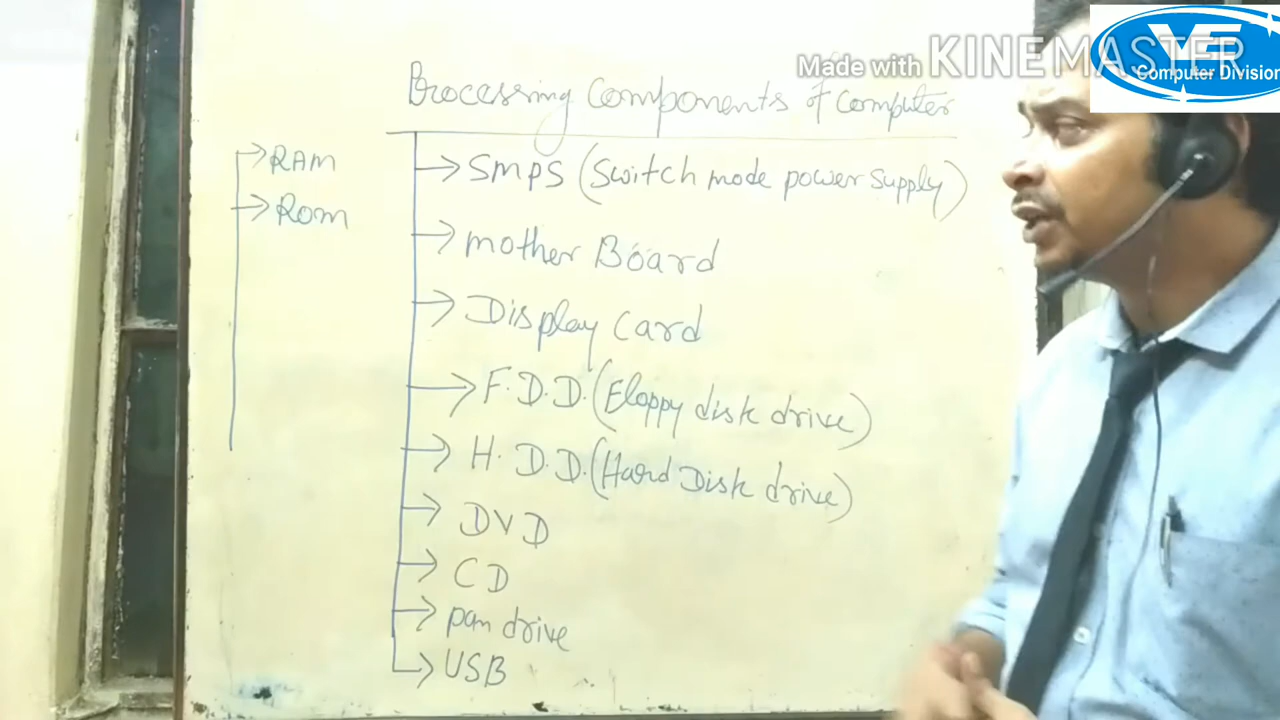 Made with KINEMASTER
VE
Computer Division
Processing Components of Computer
RAM
ROM
SMPS (Switch mode power supply)
mother Board
Display Card
F.D.D. (Floppy disk drive)
H.D.D. (Hard Disk drive)
DVD
CD
pan drive
USB